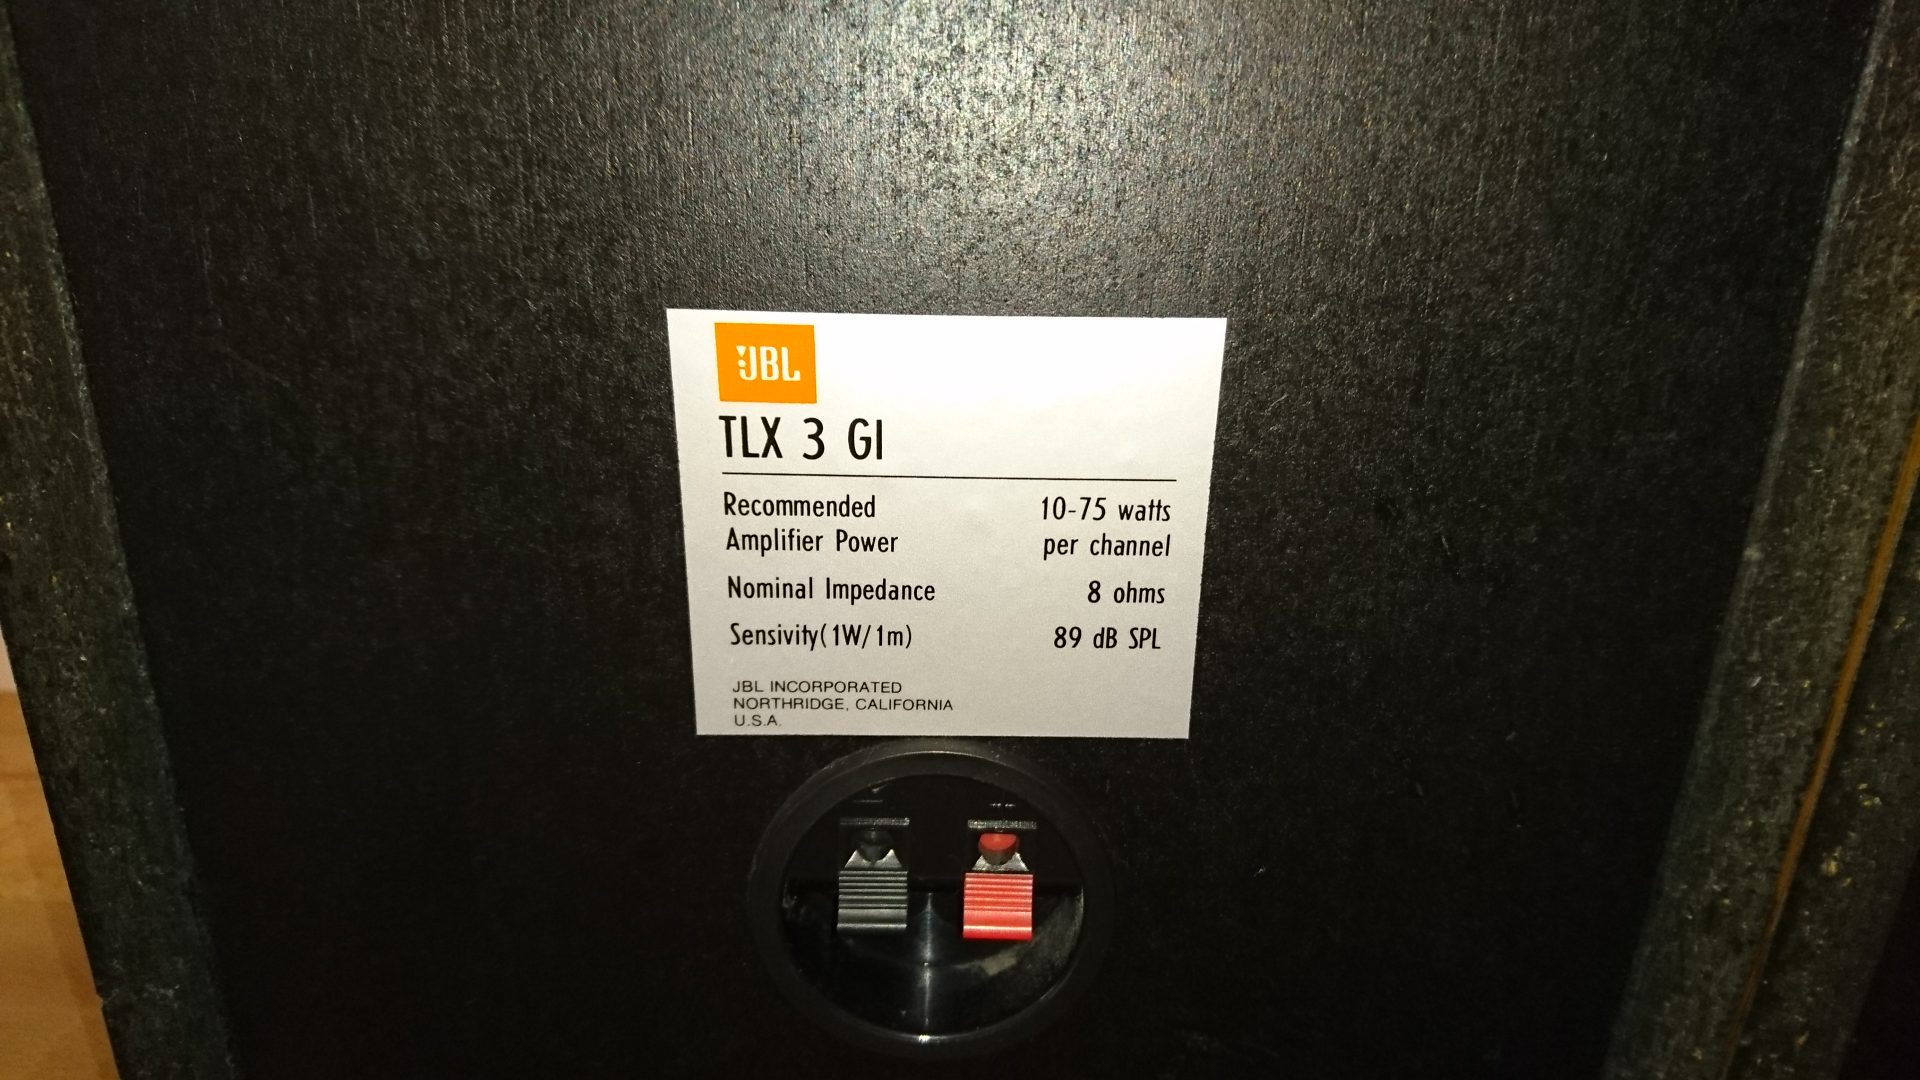 JBL
TLX 3 GI
Recommended 10-75 watts
Amplifier Power per channel
Nominal Impedance 8 ohms
Sensivity(1W/1m) 89 dB SPL
JBL INCORPORATED
NORTHRIDGE, CALIFORNIA
U.S.A.